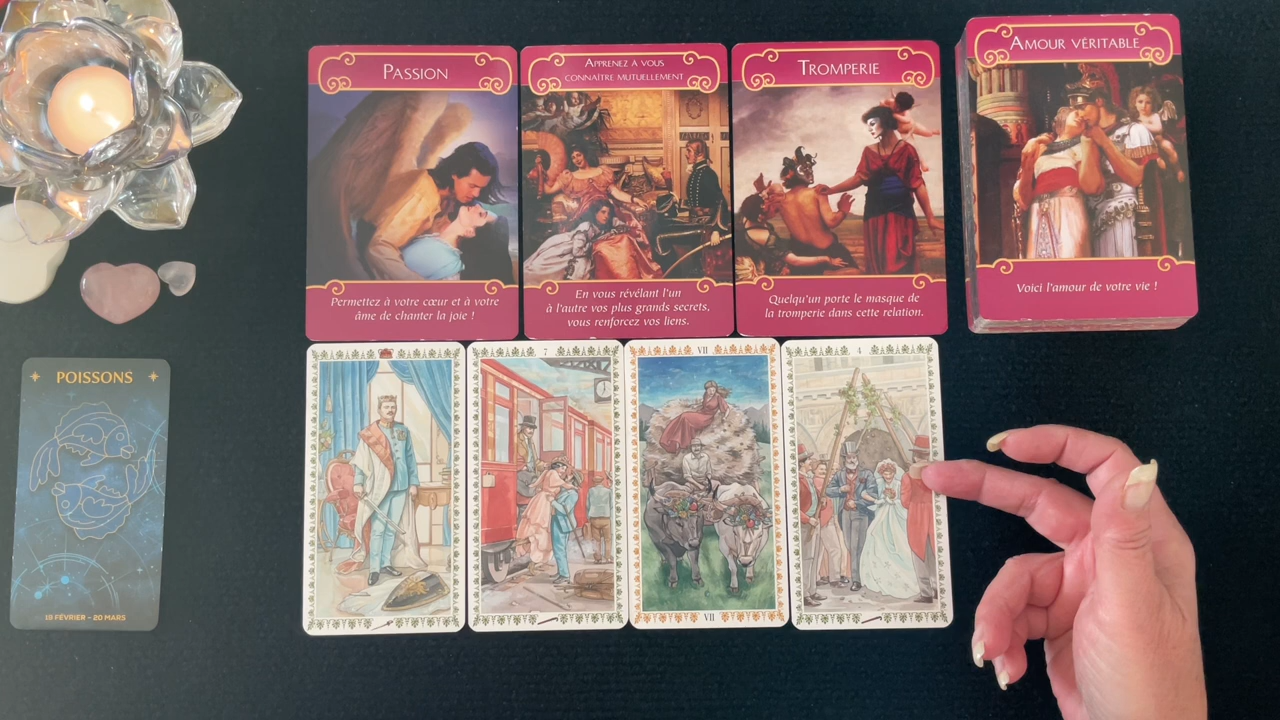 Passion
Permettez à votre cœur et à votre
âme de chanter la joie !
Apprenez à vous
connaître mutuellement
En vous révélant l'un
à l'autre vos plus grands secrets,
vous renforcez vos liens.
Tromperie
Quelqu'un porte le masque de
la tromperie dans cette relation.
Amour véritable
Voici l'amour de votre vie !
POISSONS
19 FÉVRIER – 20 MARS
7
VII
VII
4